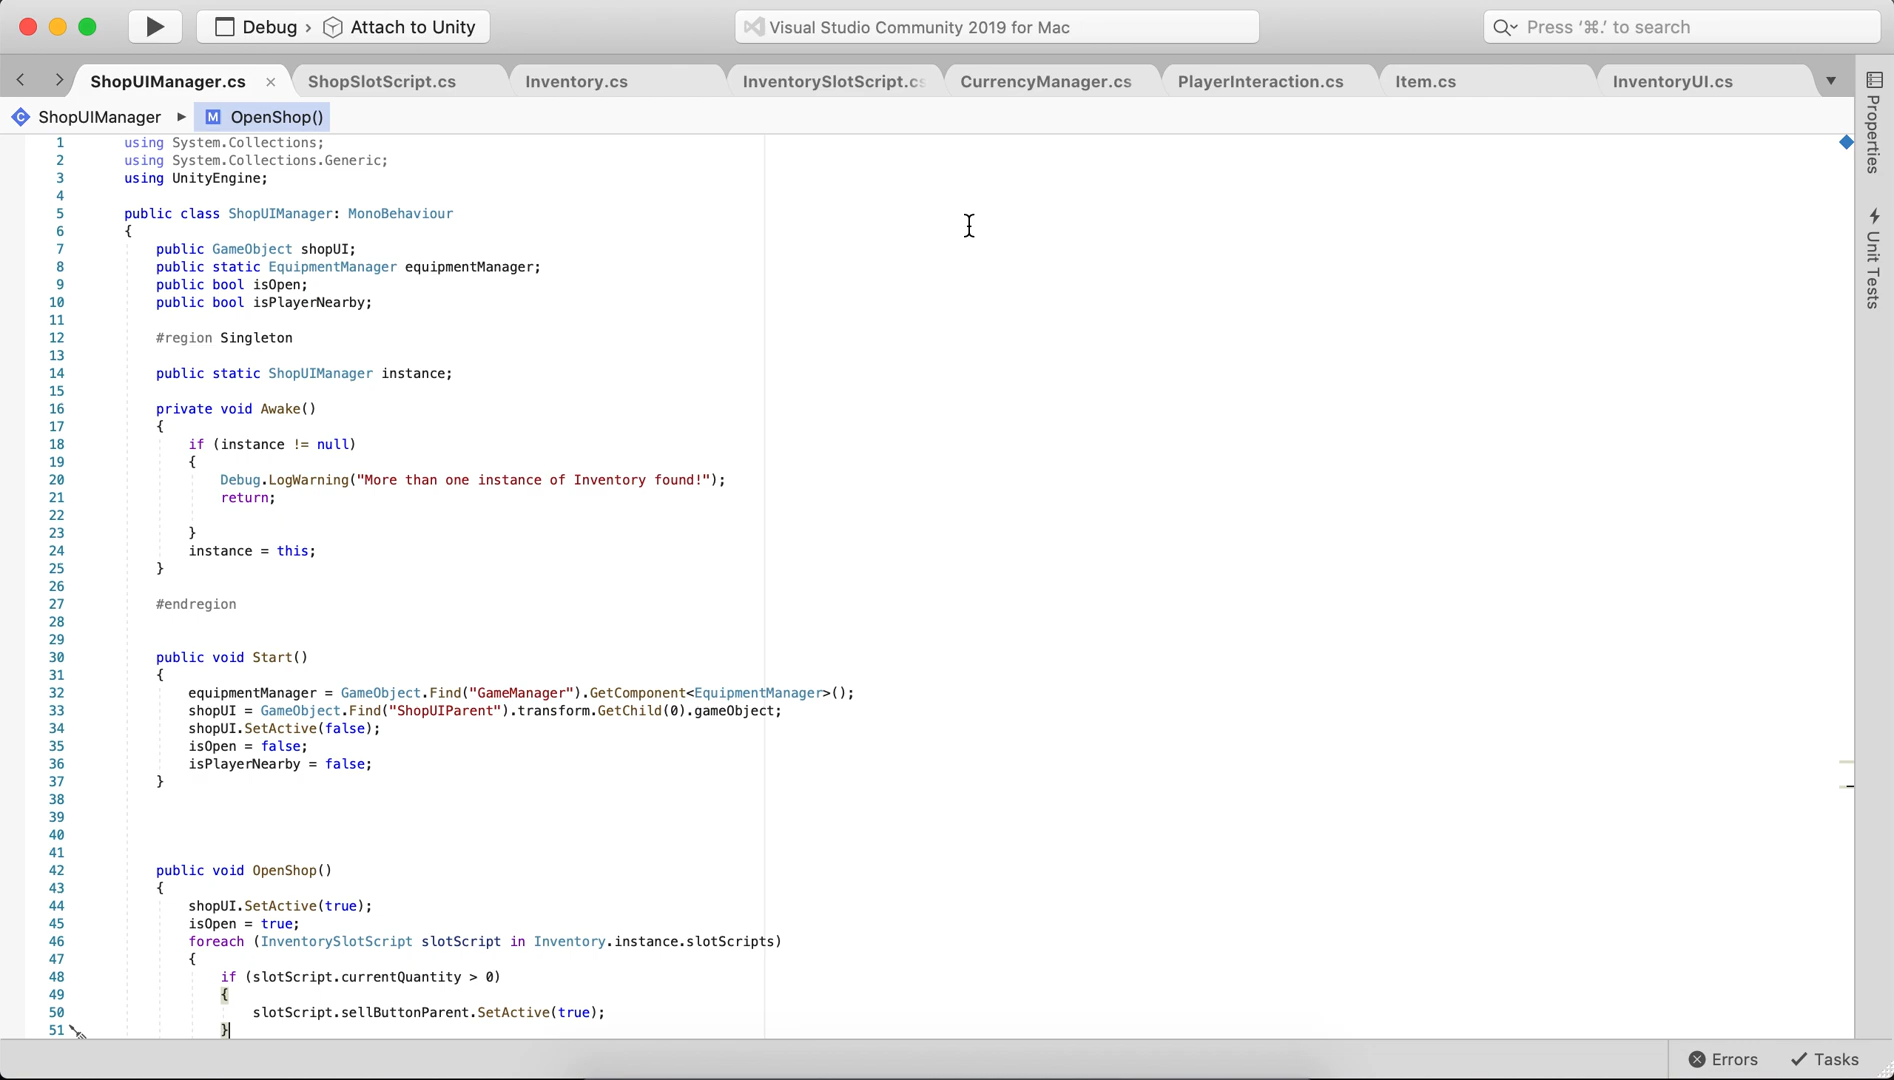 Debug › Attach to Unity
Visual Studio Community 2019 for Mac
Press ‘⌘.’ to search
ShopUIManager.cs × ShopSlotScript.cs Inventory.cs InventorySlotScript.cs CurrencyManager.cs PlayerInteraction.cs Item.cs InventoryUI.cs
C ShopUIManager ▸ M OpenShop()
Properties
Unit Tests
1 using System.Collections;
2 using System.Collections.Generic;
3 using UnityEngine;
4
5 public class ShopUIManager: MonoBehaviour
6 {
7 public GameObject shopUI;
8 public static EquipmentManager equipmentManager;
9 public bool isOpen;
10 public bool isPlayerNearby;
11
12 #region Singleton
13
14 public static ShopUIManager instance;
15
16 private void Awake()
17 {
18 if (instance != null)
19 {
20 Debug.LogWarning("More than one instance of Inventory found!");
21 return;
22
23 }
24 instance = this;
25 }
26
27 #endregion
28
29
30 public void Start()
31 {
32 equipmentManager = GameObject.Find("GameManager").GetComponent<EquipmentManager>();
33 shopUI = GameObject.Find("ShopUIParent").transform.GetChild(0).gameObject;
34 shopUI.SetActive(false);
35 isOpen = false;
36 isPlayerNearby = false;
37 }
38
39
40
41
42 public void OpenShop()
43 {
44 shopUI.SetActive(true);
45 isOpen = true;
46 foreach (InventorySlotScript slotScript in Inventory.instance.slotScripts)
47 {
48 if (slotScript.currentQuantity > 0)
49 {
50 slotScript.sellButtonParent.SetActive(true);
51 }
Errors Tasks